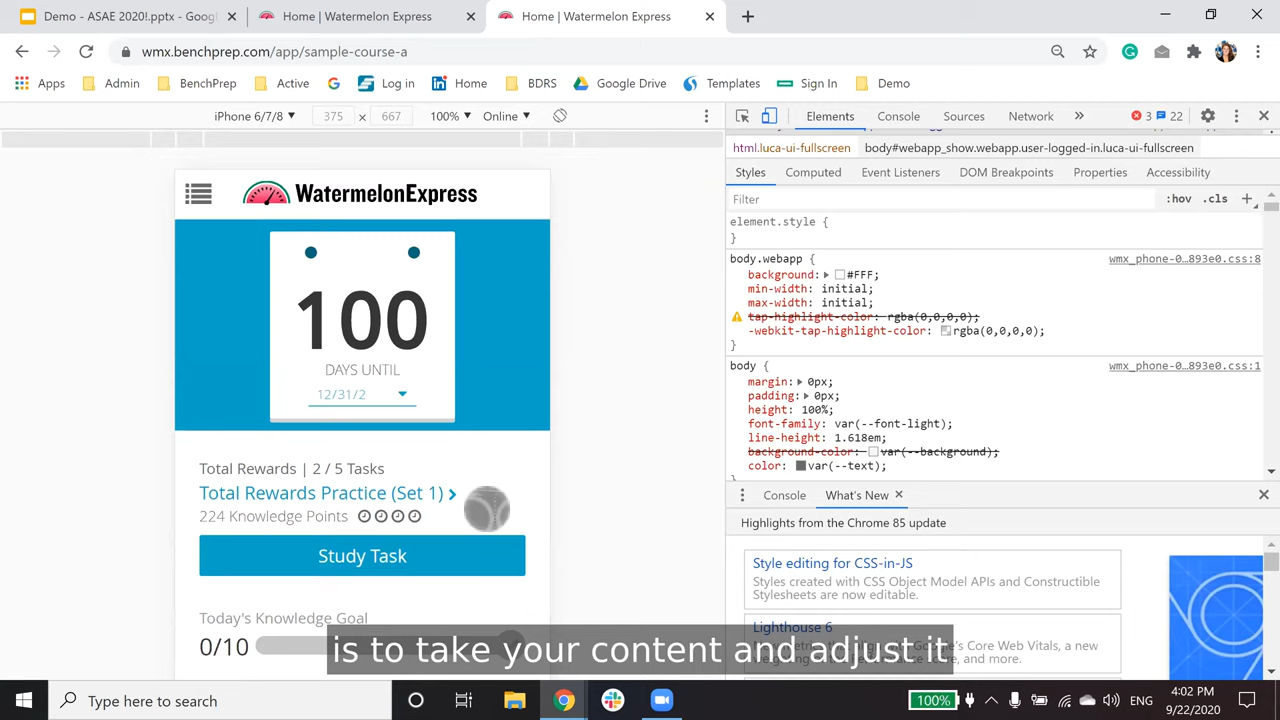 Demo - ASAE 2020!.pptx - Googl
Home | Watermelon Express
Home | Watermelon Express
wmx.benchprep.com/app/sample-course-a
Apps
Admin
BenchPrep
Active
Log in
Home
BDRS
Google Drive
Templates
Sign In
Demo
iPhone 6/7/8
375 x 667
100%
Online
Elements
Console
Sources
Network
3
22
html.luca-ui-fullscreen
body#webapp_show.webapp.user-logged-in.luca-ui-fullscreen
Styles
Computed
Event Listeners
DOM Breakpoints
Properties
Accessibility
Filter
:hov
.cls
element.style {
}
body.webapp {
wmx_phone-0…893e0.css:8
background: #FFF;
min-width: initial;
max-width: initial;
tap-highlight-color: rgba(0,0,0,0);
-webkit-tap-highlight-color: rgba(0,0,0,0);
}
body {
wmx_phone-0…893e0.css:1
margin: 0px;
padding: 0px;
height: 100%;
font-family: var(--font-light);
line-height: 1.618em;
background-color: var(--background);
color: var(--text);
WatermelonExpress
100
DAYS UNTIL
12/31/2
Total Rewards | 2 / 5 Tasks
Total Rewards Practice (Set 1)
224 Knowledge Points
Study Task
Today's Knowledge Goal
0/10
Console
What's New
Highlights from the Chrome 85 update
Style editing for CSS-in-JS
Styles created with CSS Object Model APIs and Constructible
Stylesheets are now editable.
Lighthouse 6
Core Web Vitals, a
new
and more.
is to take your content and adjust it
Type here to search
100%
ENG
4:02 PM
9/22/2020